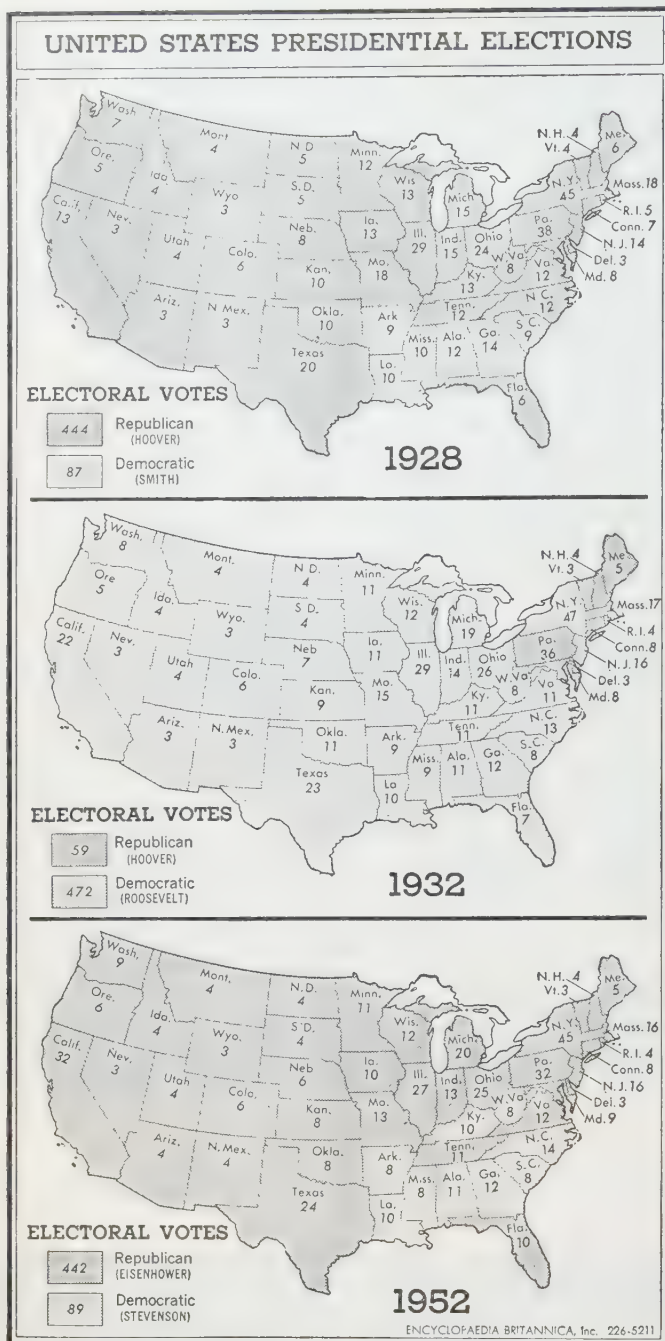 UNITED STATES PRESIDENTIAL ELECTIONS
Wash
7
Ore.
5
Calif.
13
Nev.
3
Ida.
4
Mont
4
Wyo
3
Utah
4
Colo.
6
Ariz.
3
N Mex.
3
N D
5
S.D.
5
Neb.
8
Kan.
10
Okla.
10
Texas
20
Minn.
12
Ia.
13
Mo.
18
Ark
9
La.
10
Wis
13
Ill.
29
Mich
15
Ind.
15
Ohio
24
Ky.
13
Tenn.
12
Miss.
10
Ala.
12
Ga.
14
Fla.
6
S.C.
9
N C.
12
Va.
12
W.Va
8
Pa.
38
N.Y.
45
N.H. 4
Vt. 4
Me.
6
Mass. 18
R.I. 5
Conn. 7
N.J. 14
Del. 3
Md. 8
ELECTORAL VOTES
444 Republican
(HOOVER)
87 Democratic
(SMITH)
1928
Wash.
8
Ore
5
Calif.
22
Nev.
3
Ida.
4
Mont.
4
Wyo.
3
Utah
4
Colo.
6
Ariz.
3
N.Mex.
3
N D
4
S.D.
4
Neb
7
Kan.
9
Okla.
11
Texas
23
Minn.
11
Ia.
11
Mo.
15
Ark.
9
La
10
Wis.
12
Ill.
29
Mich.
19
Ind.
14
Ohio
26
Ky.
11
Tenn.
11
Miss
9
Ala.
11
Ga.
12
Fla.
7
S.C.
8
N.C.
13
Va
11
W.Va
8
Pa.
36
N.Y.
47
N.H. 4
Vt. 3
Me.
5
Mass. 17
R.I. 4
Conn. 8
N.J. 16
Del. 3
Md. 8
ELECTORAL VOTES
59 Republican
(HOOVER)
472 Democratic
(ROOSEVELT)
1932
Wash.
9
Ore.
6
Calif.
32
Nev.
3
Ida.
4
Mont.
4
Wyo.
3
Utah
4
Colo.
6
Ariz.
4
N.Mex.
4
N.D.
4
S.D.
4
Neb
6
Kan.
8
Okla.
8
Texas
24
Minn.
11
Ia.
10
Mo.
13
Ark.
8
La.
10
Wis.
12
Ill.
27
Mich.
20
Ind.
13
Ohio
25
Ky.
10
Tenn.
11
Miss.
8
Ala.
11
Ga.
12
Fla.
10
S.C.
8
N.C.
14
Va
12
W.Va
8
Pa.
32
N.Y.
45
N.H. 4
Vt. 3
Me.
5
Mass. 16
R.I. 4
Conn. 8
N.J. 16
Del. 3
Md. 9
ELECTORAL VOTES
442 Republican
(EISENHOWER)
89 Democratic
(STEVENSON)
1952
ENCYCLOPAEDIA BRITANNICA, Inc. 226-5211